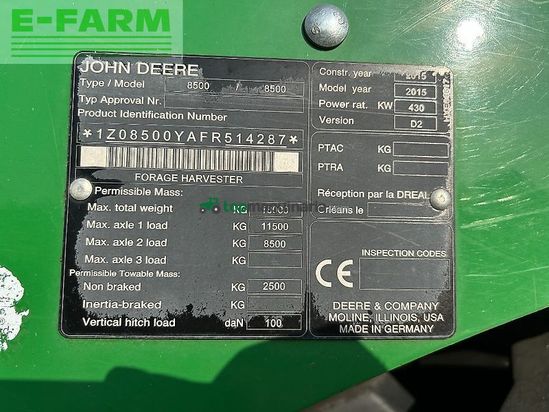 E-FARM
JOHN DEERE
Type / Model 8500 / 8500
Typ Approval Nr.
Product Identification Number
*1Z08500YAFR514287*
FORAGE HARVESTER
Permissible Mass:
Max. total weight KG
Max. axle 1 load KG 11500
Max. axle 2 load KG 8500
Max. axle 3 load KG
Permissible Towable Mass:
Non braked KG 2500
Inertia-braked KG
Vertical hitch load daN 100
Constr. year 2015
Model year 2015
Power rat. KW 430
Version D2
PTAC KG
PTRA KG
Réception par la DREAL
Orléans le
INSPECTION CODES
CE
DEERE & COMPANY
MOLINE, ILLINOIS, USA
MADE IN GERMANY